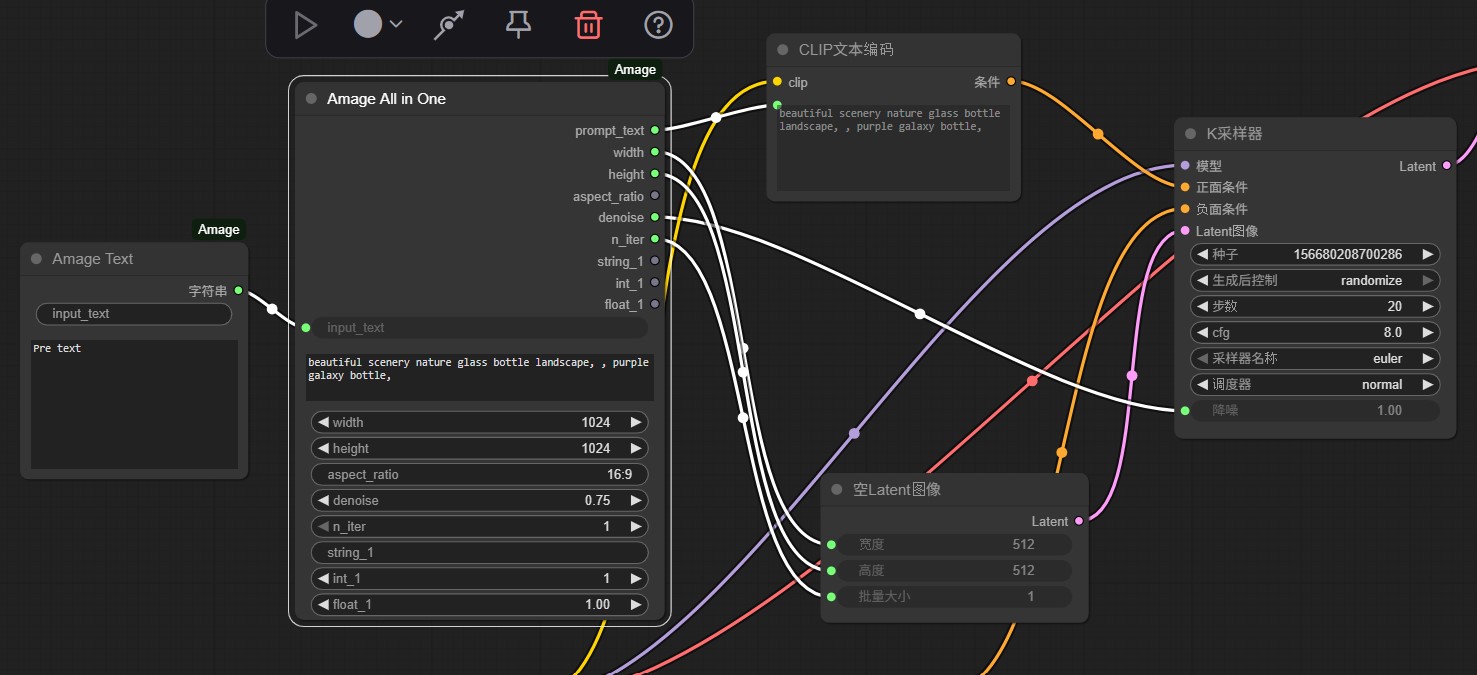 Amage
Amage Text
字符串
input_text
Pre text
Amage
Amage All in One
prompt_text
width
height
aspect_ratio
denoise
n_iter
string_1
int_1
float_1
input_text
beautiful scenery nature glass bottle landscape, , purple
galaxy bottle,
width 1024
height 1024
aspect_ratio 16:9
denoise 0.75
n_iter 1
string_1
int_1 1
float_1 1.00
CLIP文本编码
clip 条件
beautiful scenery nature glass bottle
landscape, , purple galaxy bottle,
空Latent图像
Latent
宽度 512
高度 512
批量大小 1
K采样器
模型 Latent
正面条件
负面条件
Latent图像
种子 156680208700286
生成后控制 randomize
步数 20
cfg 8.0
采样器名称 euler
调度器 normal
降噪 1.00